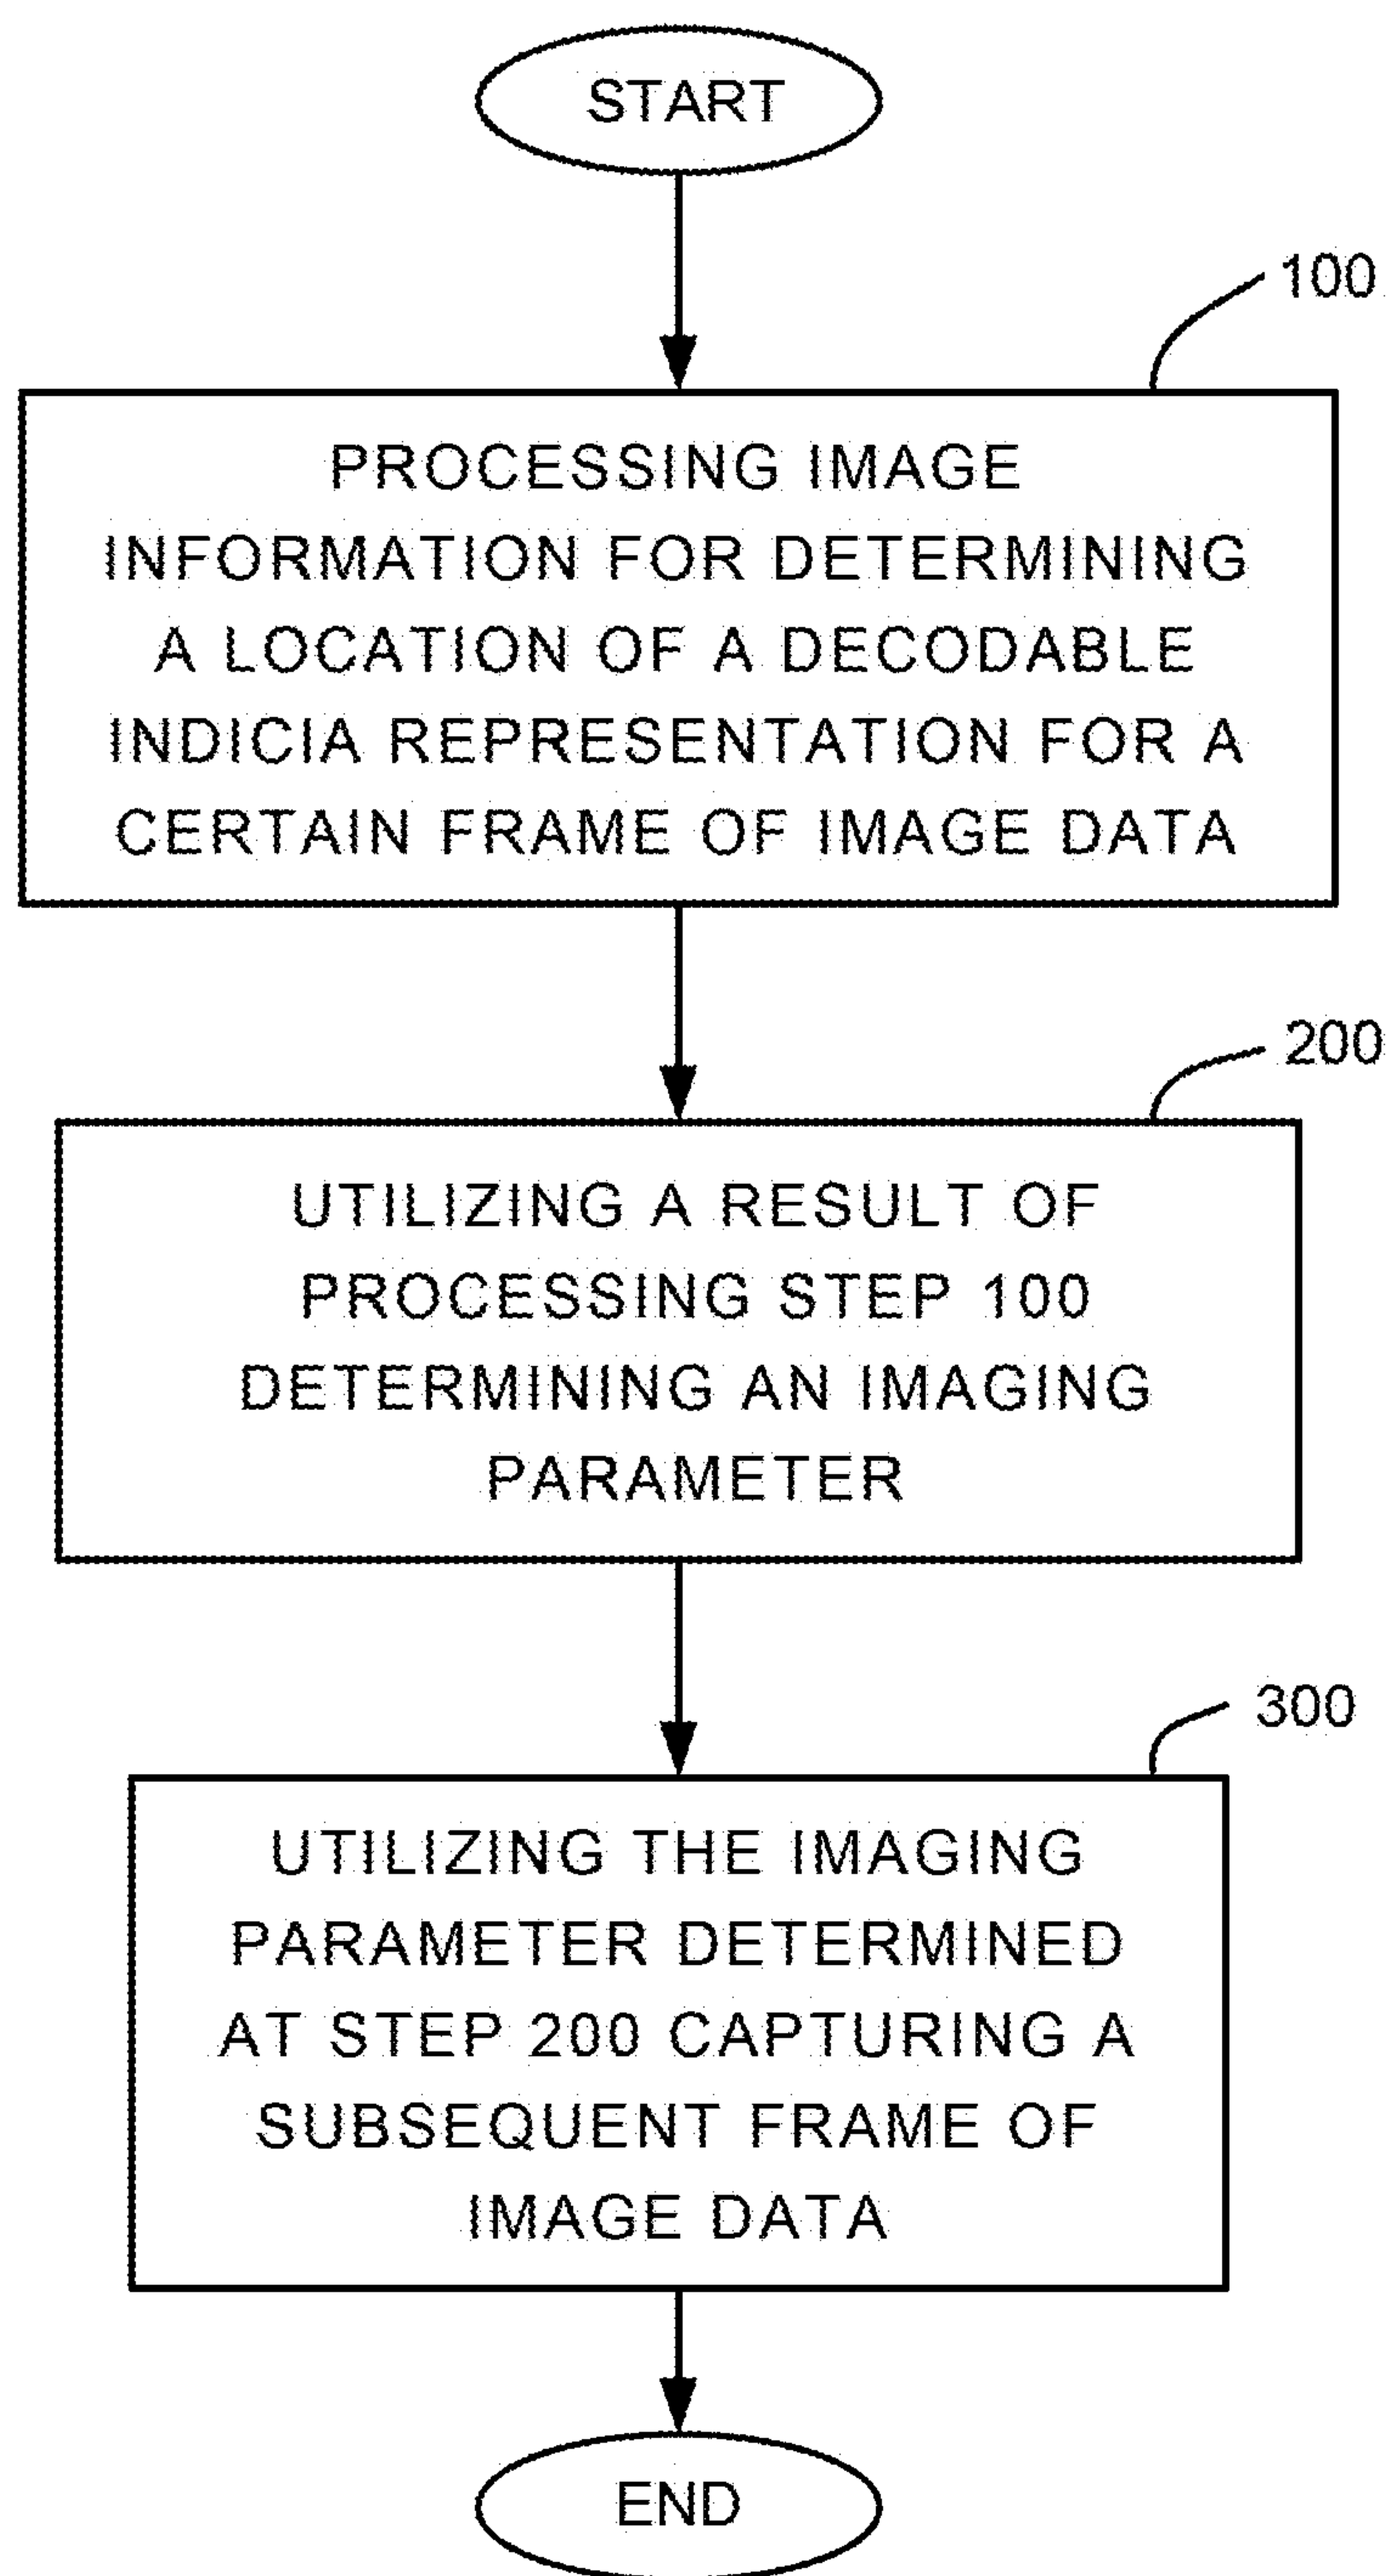 START
100
PROCESSING IMAGE
INFORMATION FOR DETERMINING
A LOCATION OF A DECODABLE
INDICIA REPRESENTATION FOR A
CERTAIN FRAME OF IMAGE DATA
200
UTILIZING A RESULT OF
PROCESSING STEP 100
DETERMINING AN IMAGING
PARAMETER
300
UTILIZING THE IMAGING
PARAMETER DETERMINED
AT STEP 200 CAPTURING A
SUBSEQUENT FRAME OF
IMAGE DATA
END